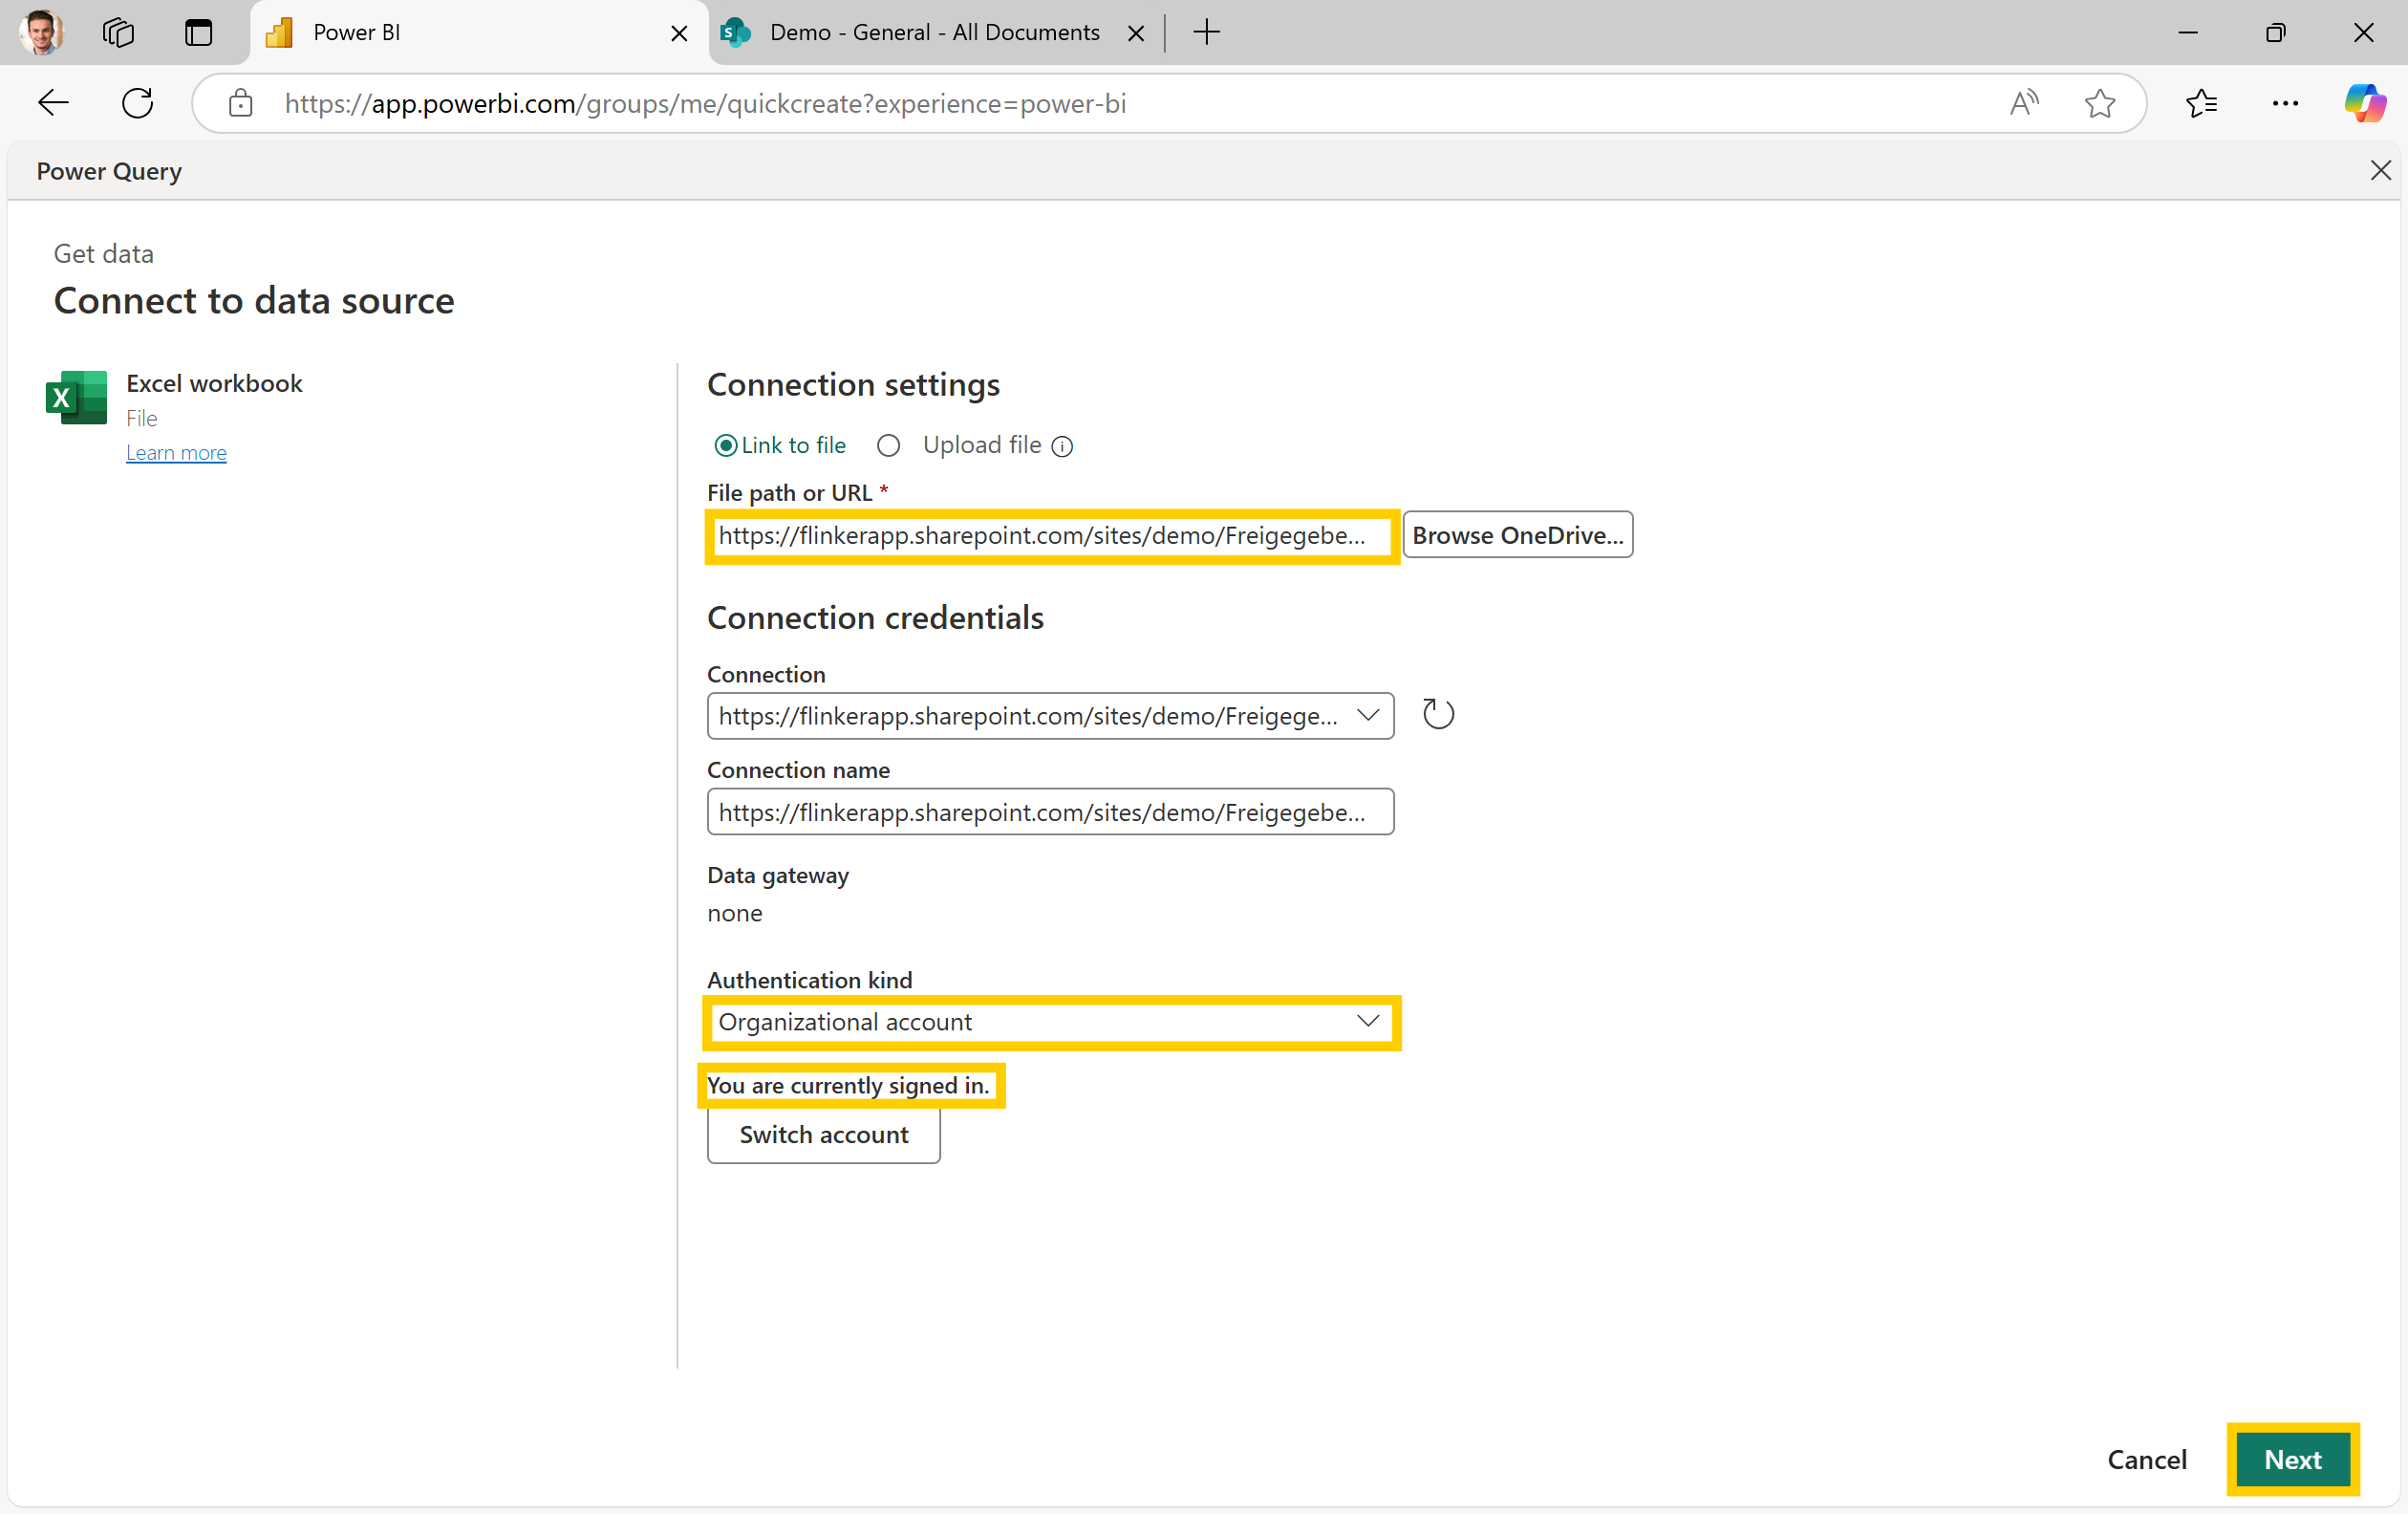 Power BI
Demo - General - All Documents
https://app.powerbi.com/groups/me/quickcreate?experience=power-bi
Power Query
Get data
Connect to data source
Excel workbook
File
Learn more
Connection settings
Link to file
Upload file
File path or URL *
https://flinkerapp.sharepoint.com/sites/demo/Freigegebe...
Browse OneDrive...
Connection credentials
Connection
https://flinkerapp.sharepoint.com/sites/demo/Freigege...
Connection name
https://flinkerapp.sharepoint.com/sites/demo/Freigegebe...
Data gateway
none
Authentication kind
Organizational account
You are currently signed in.
Switch account
Cancel
Next